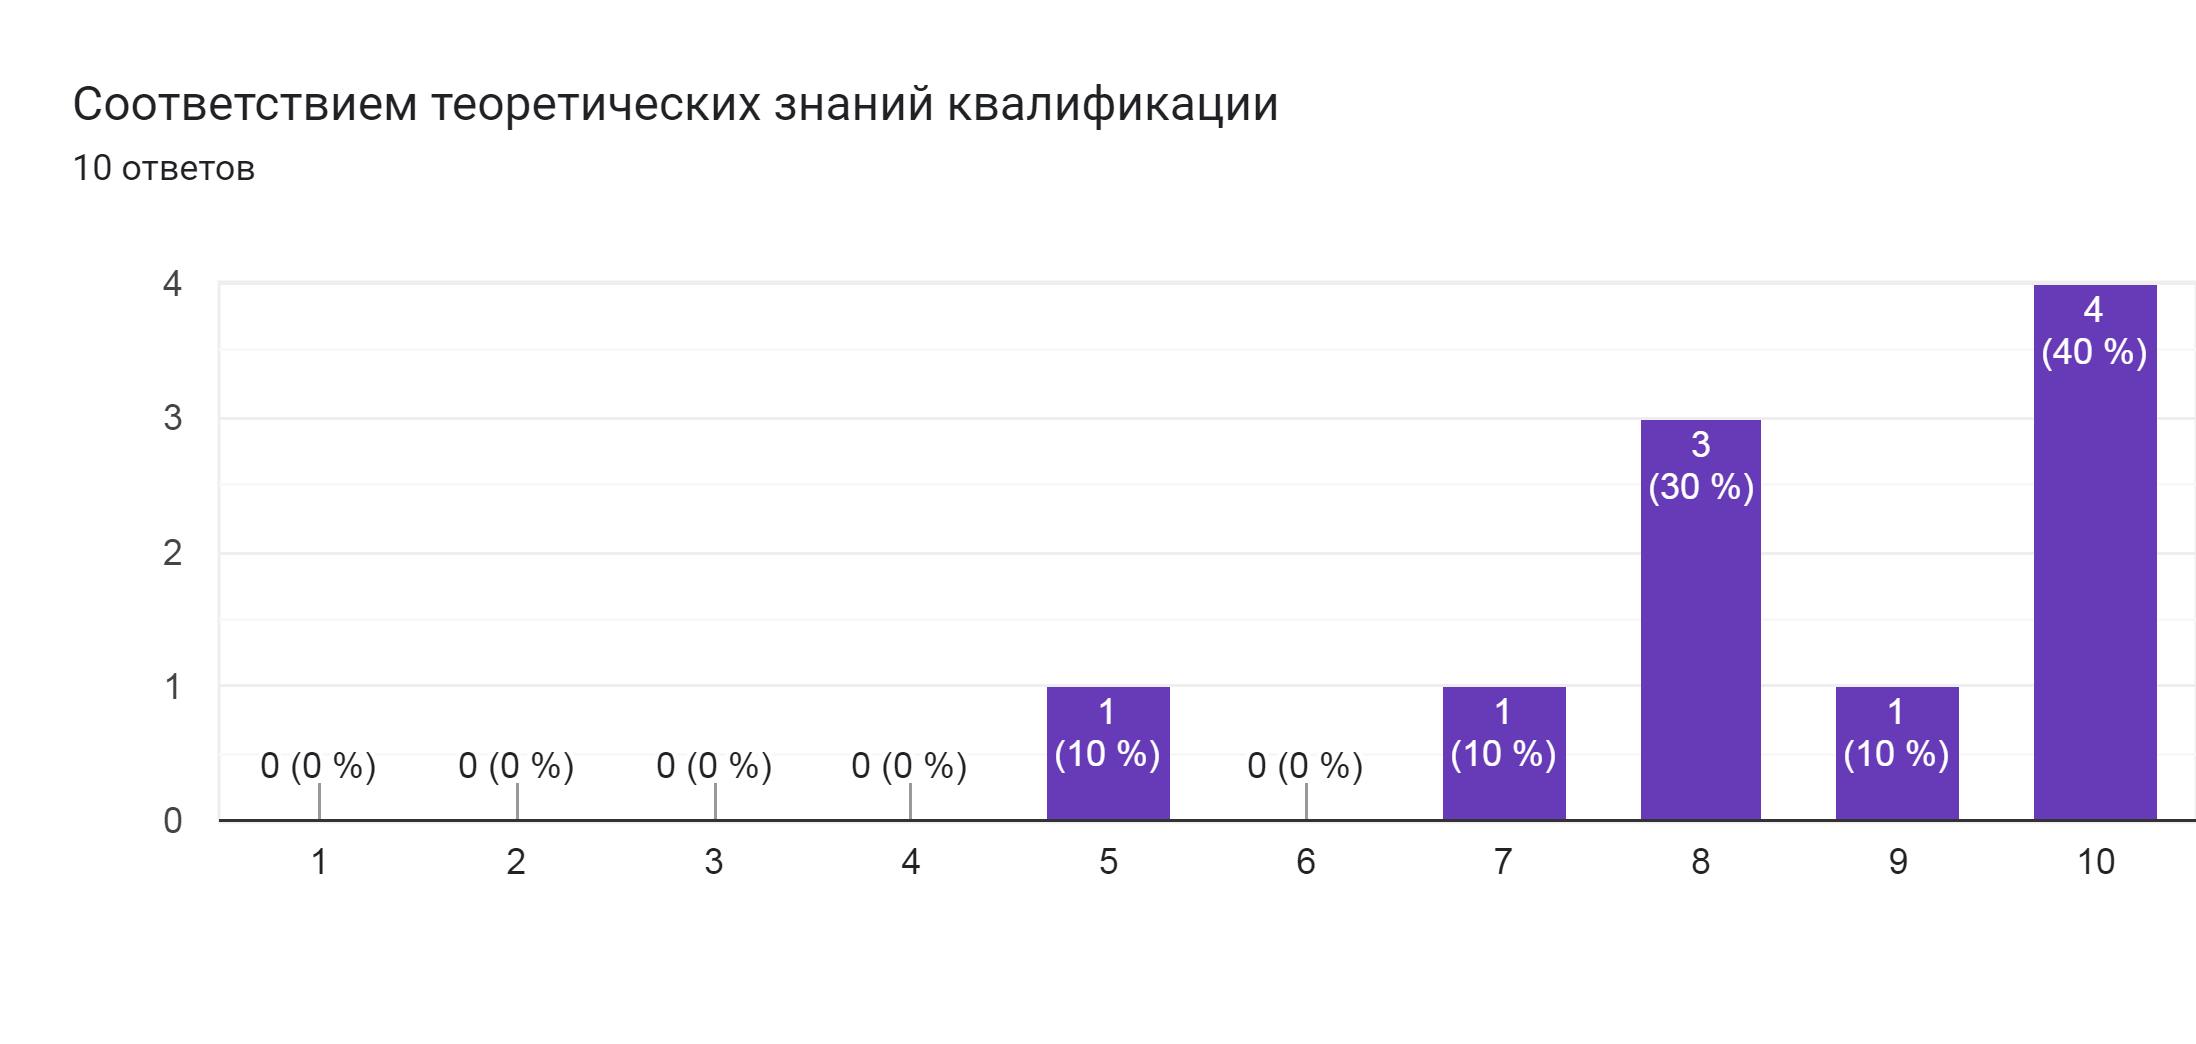 Соответствием теоретических знаний квалификации
10 ответов
4
3
2
1
0
0 (0 %)
0 (0 %)
0 (0 %)
0 (0 %)
1
(10 %)
0 (0 %)
1
(10 %)
3
(30 %)
1
(10 %)
4
(40 %)
1 2 3 4 5 6 7 8 9 10